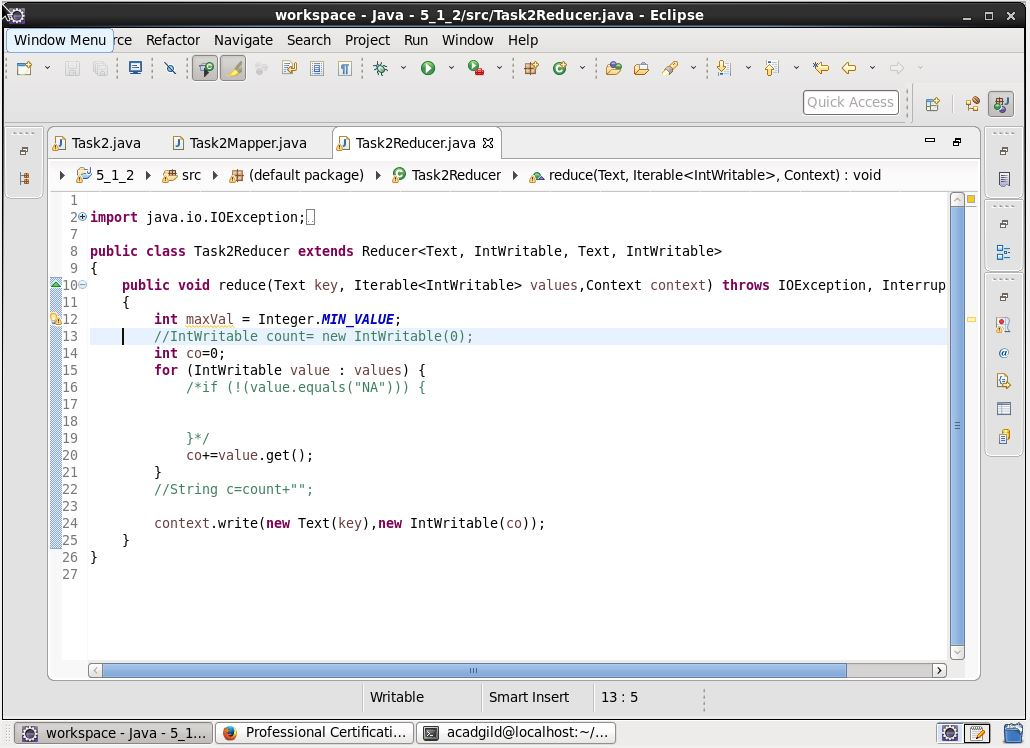 workspace - Java - 5_1_2/src/Task2Reducer.java - Eclipse
Window Menu rce Refactor Navigate Search Project Run Window Help
Quick Access
Task2.java Task2Mapper.java Task2Reducer.java
5_1_2 src (default package) Task2Reducer reduce(Text, Iterable<IntWritable>, Context) : void
1
2 import java.io.IOException;
7
8 public class Task2Reducer extends Reducer<Text, IntWritable, Text, IntWritable>
9 {
10 public void reduce(Text key, Iterable<IntWritable> values,Context context) throws IOException, Interrup
11 {
12 int maxVal = Integer.MIN_VALUE;
13 //IntWritable count= new IntWritable(0);
14 int co=0;
15 for (IntWritable value : values) {
16 /*if (!(value.equals("NA"))) {
17
18
19 }*/
20 co+=value.get();
21 }
22 //String c=count+"";
23
24 context.write(new Text(key),new IntWritable(co));
25 }
26 }
27
Writable Smart Insert 13 : 5
workspace - Java - 5_1... Professional Certificati... acadgild@localhost:~/...